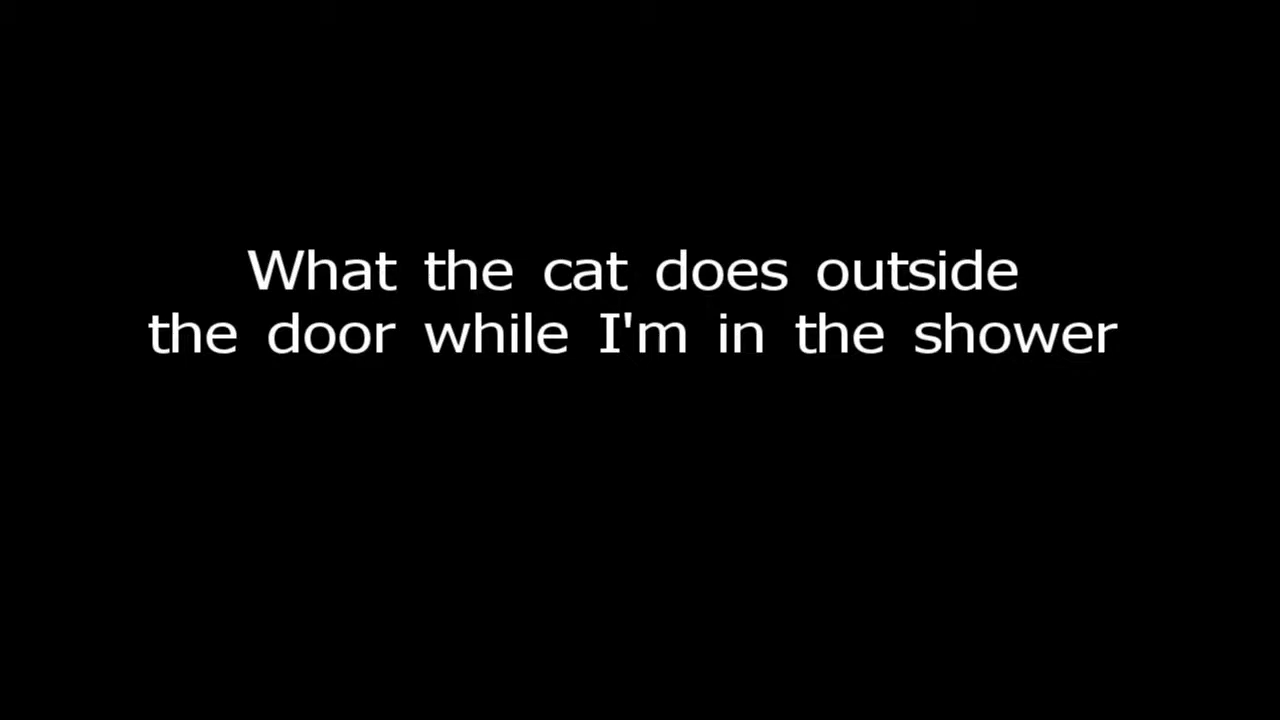 What the cat does outside
the door while I'm in the shower